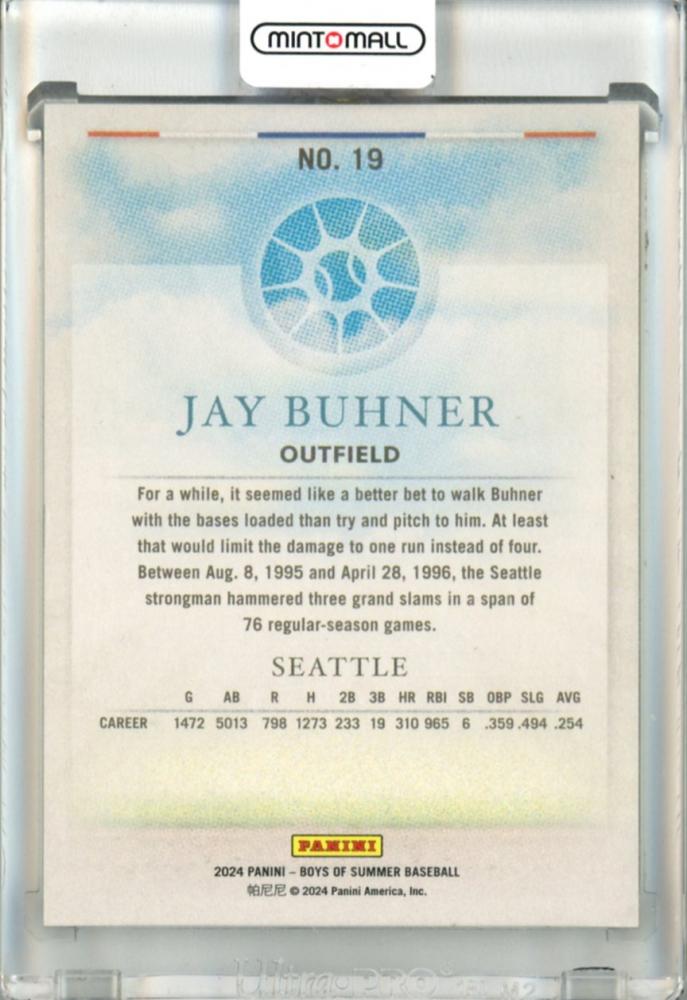 MINTMALL
NO. 19
JAY BUHNER
OUTFIELD
For a while, it seemed like a better bet to walk Buhner
with the bases loaded than try and pitch to him. At least
that would limit the damage to one run instead of four.
Between Aug. 8, 1995 and April 28, 1996, the Seattle
strongman hammered three grand slams in a span of
76 regular-season games.
SEATTLE
G AB R H 2B 3B HR RBI SB OBP SLG AVG
CAREER 1472 5013 798 1273 233 19 310 965 6 .359 .494 .254
PANINI
2024 PANINI – BOYS OF SUMMER BASEBALL
帕尼尼 © 2024 Panini America, Inc.
Ultra PRO